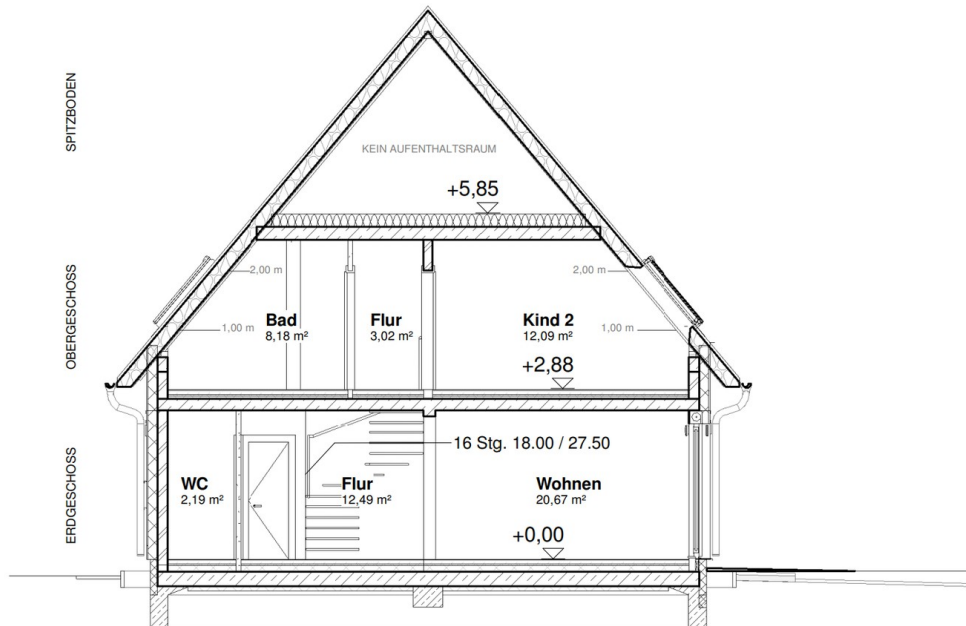 SPITZBODEN
KEIN AUFENTHALTSRAUM
+5,85
OBERGESCHOSS
2,00 m
2,00 m
1,00 m
1,00 m
Bad
8,18 m²
Flur
3,02 m²
Kind 2
12,09 m²
+2,88
ERDGESCHOSS
16 Stg. 18.00 / 27.50
WC
2,19 m²
Flur
12,49 m²
Wohnen
20,67 m²
+0,00